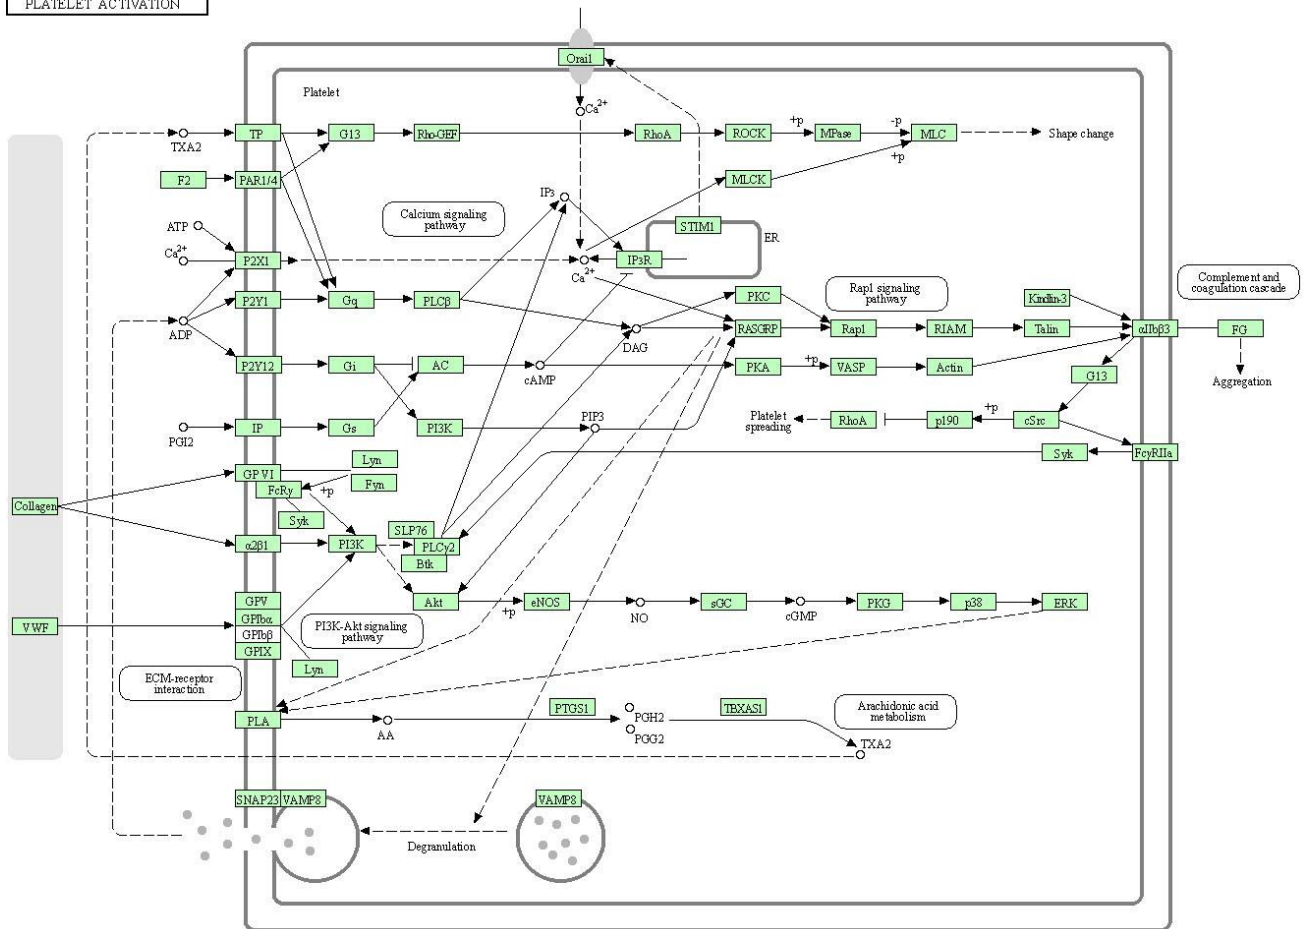 PLATELET ACTIVATION
Orai1
Platelet
Ca2+
TXA2
TP
G13
Rho-GEF
RhoA
ROCK
+p
MPase
-p
MLC
Shape change
+p
F2
PAR1/4
MLCK
IP3
Calcium signaling
pathway
STIM1
ER
ATP
Ca2+
P2X1
Ca2+
IP3R
Complement and
coagulation cascade
ADP
P2Y1
Gq
PLCβ
DAG
PKC
Rap1 signaling
pathway
Kindlin-3
RASGRP
Rap1
RIAM
Talin
αIIbβ3
FG
P2Y12
Gi
AC
cAMP
PKA
+p
VASP
Actin
G13
Aggregation
PGI2
IP
Gs
PI3K
PIP3
Platelet
spreading
RhoA
p190
+p
cSrc
Syk
FcγRIIa
Collagen
GPVI
FcRγ
Lyn
Fyn
+p
Syk
α2β1
PI3K
SLP76
PLCγ2
Btk
Akt
+p
eNOS
NO
sGC
cGMP
PKG
p38
ERK
VWF
GPV
GPIbα
GPIbβ
GPIX
PI3K-Akt signaling
pathway
Lyn
ECM-receptor
interaction
PLA
AA
PTGS1
PGH2
PGG2
TBXAS1
Arachidonic acid
metabolism
TXA2
SNAP23
VAMP8
VAMP8
Degranulation